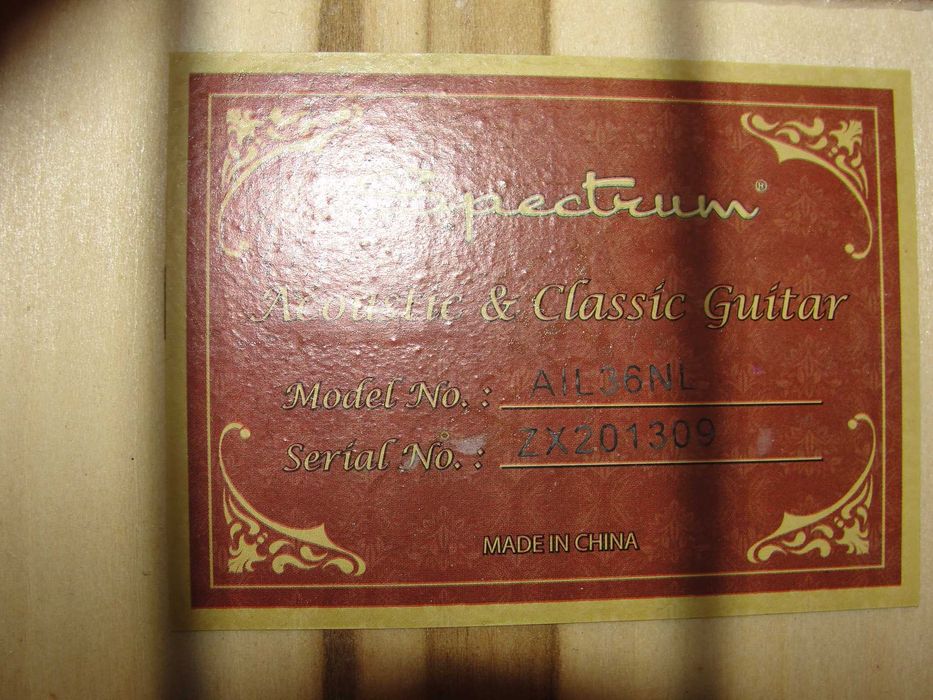 Spectrum®
Acoustic & Classic Guitar
Model No. : AIL36NL
Serial No. : ZX201309
MADE IN CHINA